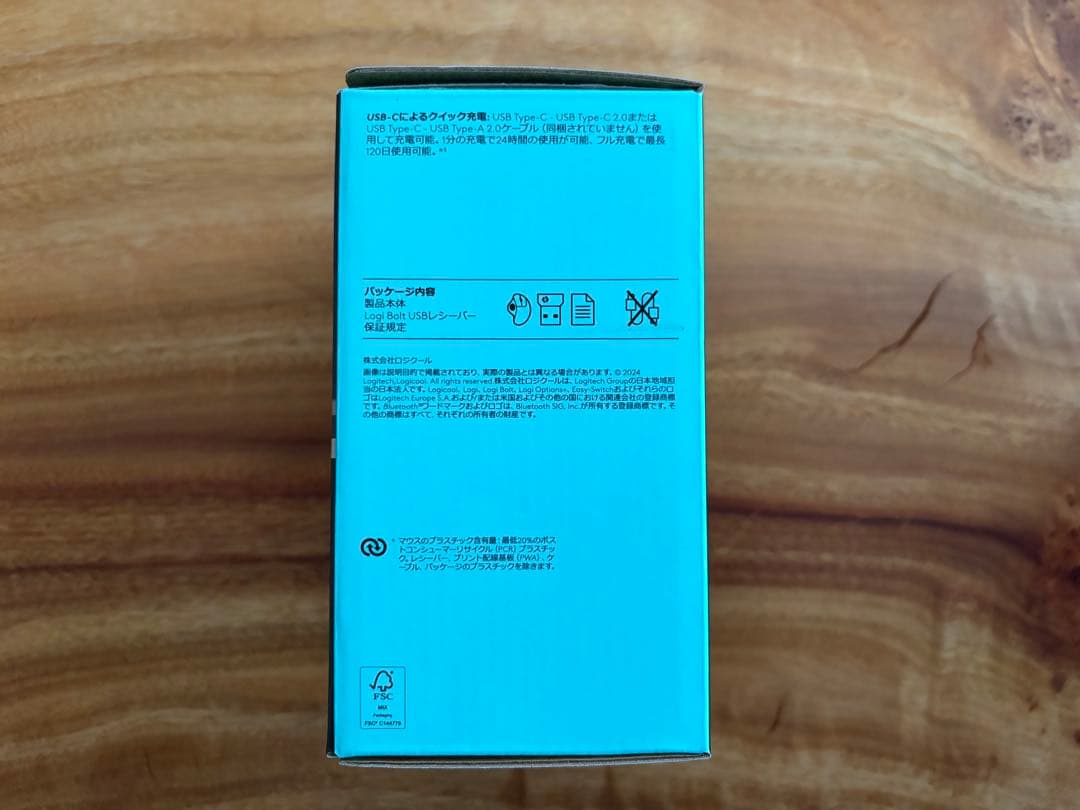 USB-Cによるクイック充電: USB Type-C - USB Type-C 2.0または
USB Type-C - USB Type-A 2.0ケーブル（同梱されていません）を使
用して充電可能。1分の充電で24時間の使用が可能、フル充電で最長
120日使用可能。*¹
パッケージ内容
製品本体
Logi Bolt USBレシーバー
保証規定
株式会社ロジクール
画像は説明目的で掲載されており、実際の製品とは異なる場合があります。© 2024
Logitech,Logicool. All rights reserved.株式会社ロジクールは、Logitech Groupの日本地域担
当の日本法人です。Logicool、Logi、Logi Bolt、Logi Options+、Easy-Switchおよびそれらのロ
ゴはLogitech Europe S.A.および/または米国およびその他の国における関連会社の登録商標
です。Bluetooth®ワードマークおよびロゴは、Bluetooth SIG, Inc.が所有する登録商標です。そ
の他の商標はすべて、それぞれの所有者の財産です。
* マウスのプラスチック含有量：最低20%のポス
トコンシューマーリサイクル（PCR）プラスチッ
ク。レシーバー、プリント配線基板（PWA）、ケ
ーブル、パッケージのプラスチックを除きます。
FSC
MIX
Packaging
FSC® C144779